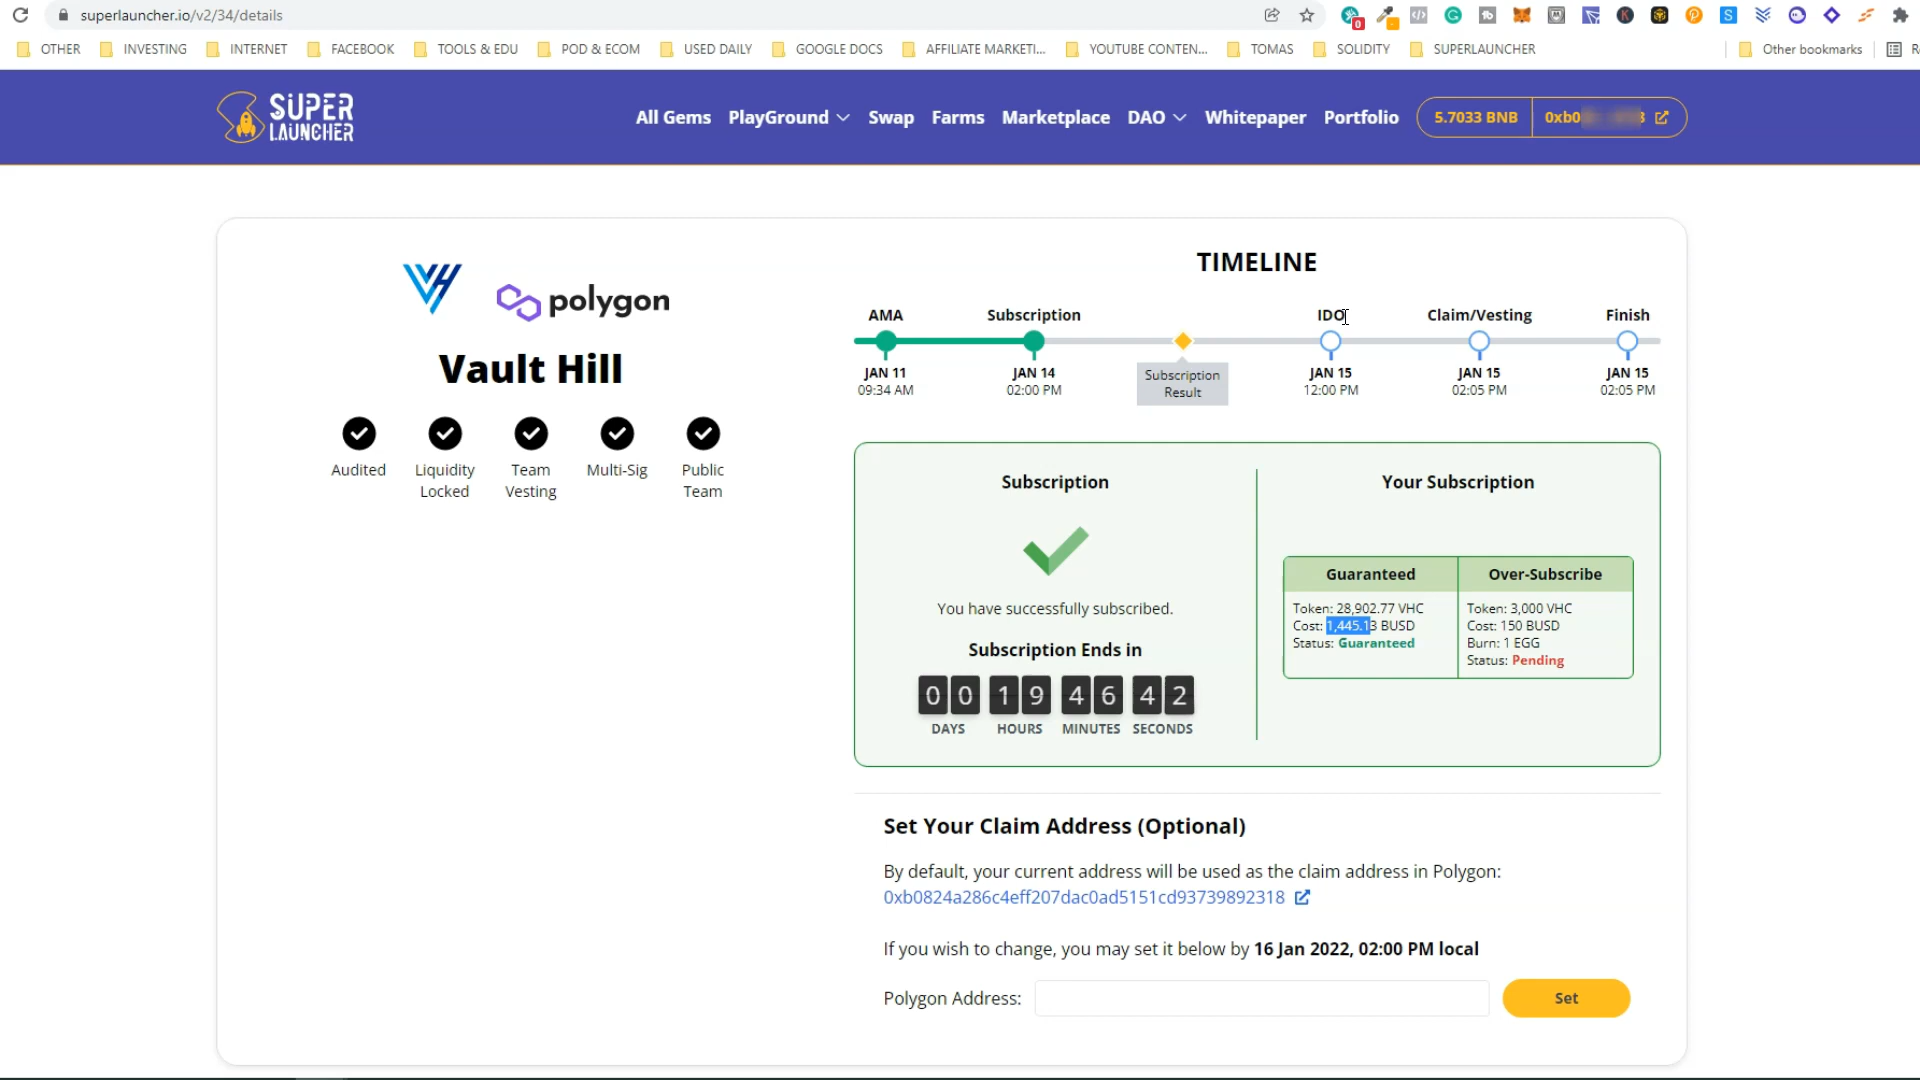 superlauncher.io/v2/34/details
OTHER
INVESTING
INTERNET
FACEBOOK
TOOLS & EDU
POD & ECOM
USED DAILY
GOOGLE DOCS
AFFILIATE MARKETI...
YOUTUBE CONTEN...
TOMAS
SOLIDITY
SUPERLAUNCHER
Other bookmarks
SUPER
LAUNCHER
All Gems
PlayGround
Swap
Farms
Marketplace
DAO
Whitepaper
Portfolio
5.7033 BNB
0xb0
polygon
Vault Hill
Audited
Liquidity
Locked
Team
Vesting
Multi-Sig
Public
Team
TIMELINE
AMA
JAN 11
09:34 AM
Subscription
JAN 14
02:00 PM
Subscription
Result
IDO
JAN 15
12:00 PM
Claim/Vesting
JAN 15
02:05 PM
Finish
JAN 15
02:05 PM
Subscription
You have successfully subscribed.
Subscription Ends in
00 19 46 42
DAYS HOURS MINUTES SECONDS
Your Subscription
Guaranteed
Token: 28,902.77 VHC
Cost: 1,445.13 BUSD
Status: Guaranteed
Over-Subscribe
Token: 3,000 VHC
Cost: 150 BUSD
Burn: 1 EGG
Status: Pending
Set Your Claim Address (Optional)
By default, your current address will be used as the claim address in Polygon:
0xb0824a286c4eff207dac0ad5151cd93739892318
If you wish to change, you may set it below by 16 Jan 2022, 02:00 PM local
Polygon Address:
Set